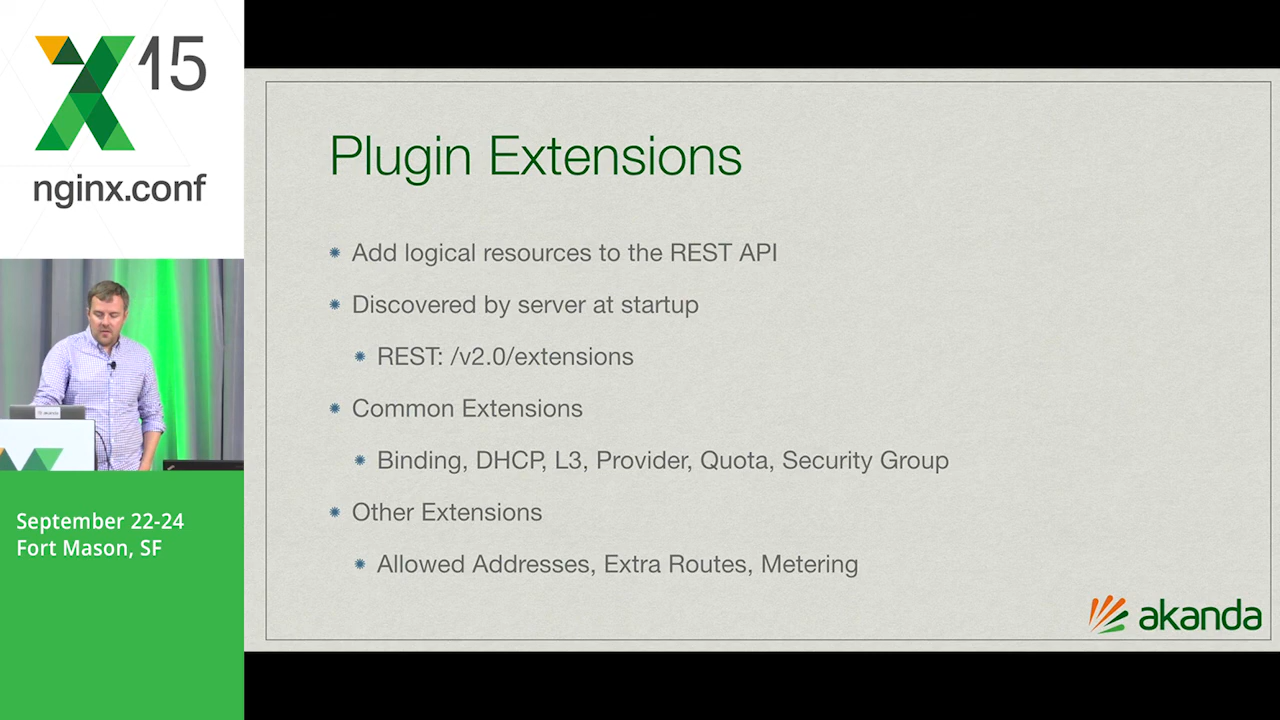 15
nginx.conf
akanda
September 22-24
Fort Mason, SF
Plugin Extensions
Add logical resources to the REST API
Discovered by server at startup
REST: /v2.0/extensions
Common Extensions
Binding, DHCP, L3, Provider, Quota, Security Group
Other Extensions
Allowed Addresses, Extra Routes, Metering
akanda